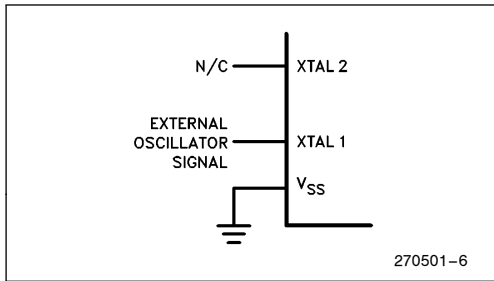 N/C
XTAL 2
EXTERNAL
OSCILLATOR
SIGNAL
XTAL 1
VSS
270501–6